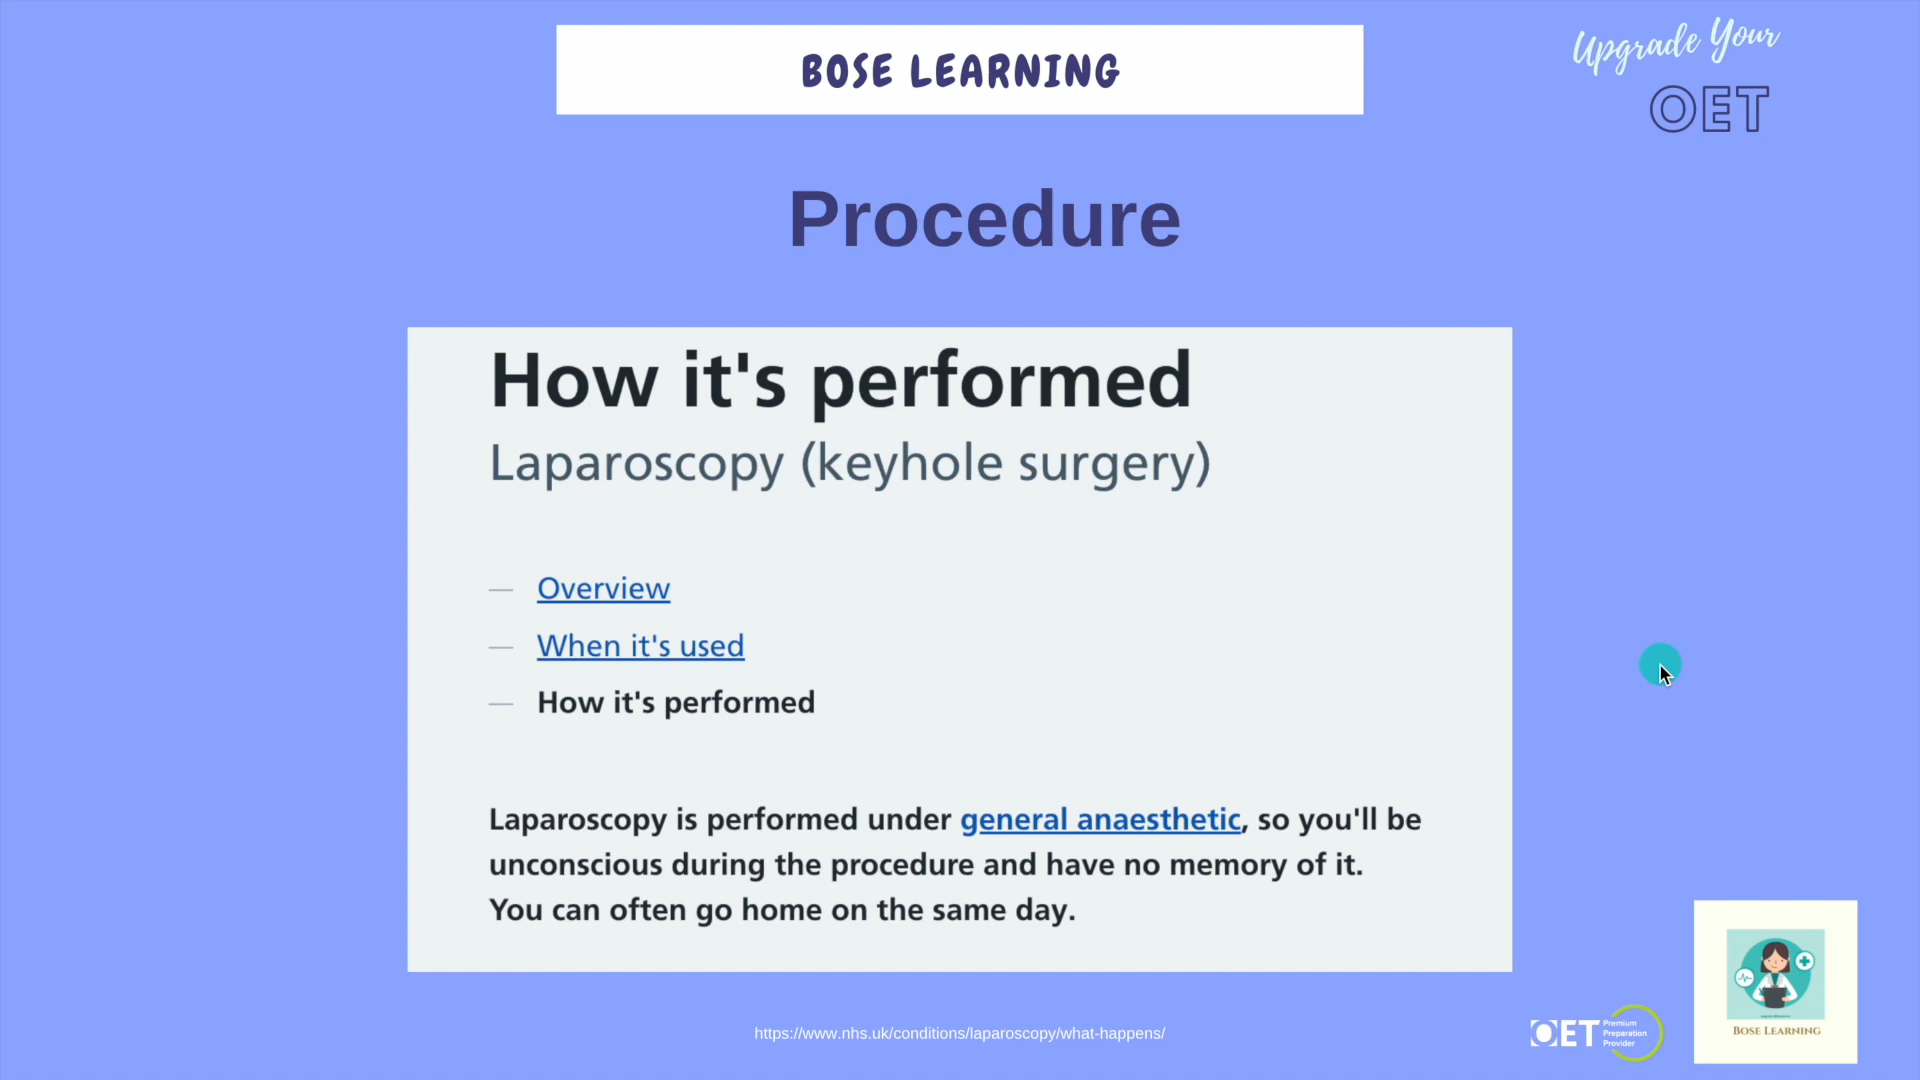 BOSE LEARNING
Upgrade Your
OET
Procedure
How it's performed
Laparoscopy (keyhole surgery)
— Overview
— When it's used
— How it's performed
Laparoscopy is performed under general anaesthetic, so you'll be
unconscious during the procedure and have no memory of it.
You can often go home on the same day.
https://www.nhs.uk/conditions/laparoscopy/what-happens/
OET
Premium
Preparation
Provider
BOSE LEARNING